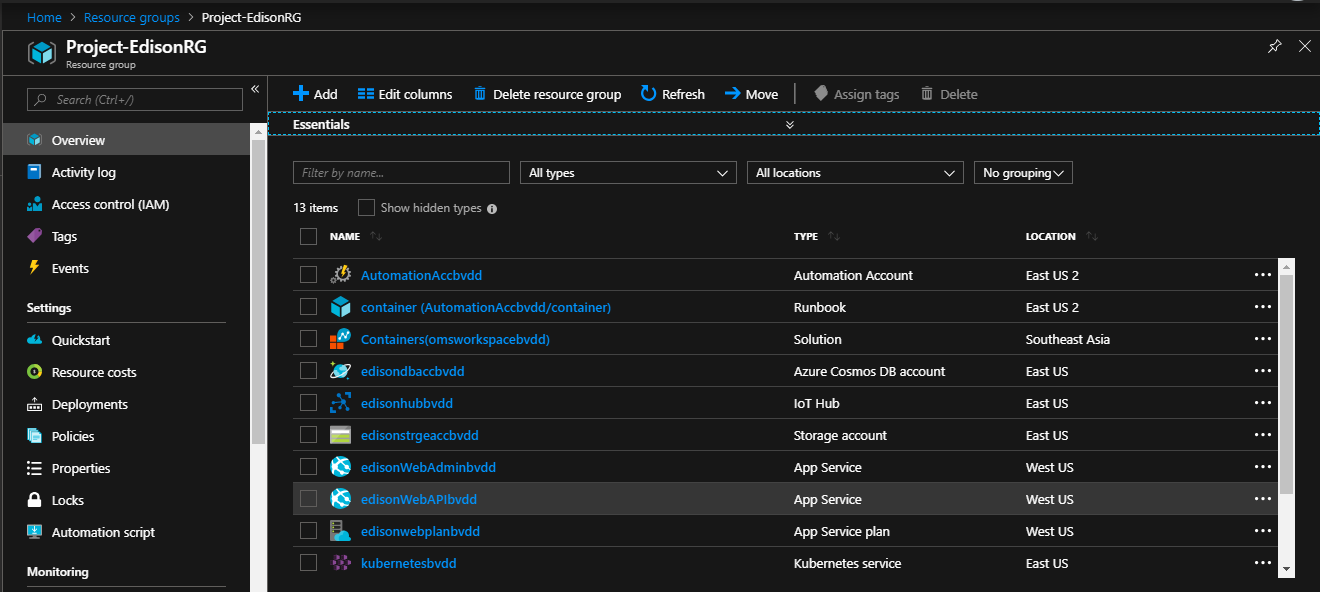 Home > Resource groups > Project-EdisonRG
Project-EdisonRG
Resource group
Search (Ctrl+/)
Overview
Activity log
Access control (IAM)
Tags
Events
Settings
Quickstart
Resource costs
Deployments
Policies
Properties
Locks
Automation script
Monitoring
Add Edit columns Delete resource group Refresh Move Assign tags Delete
Essentials
Filter by name... All types All locations No grouping
13 items Show hidden types
NAME TYPE LOCATION
AutomationAccbvdd Automation Account East US 2
container (AutomationAccbvdd/container) Runbook East US 2
Containers(omsworkspacebvdd) Solution Southeast Asia
edisondbaccbvdd Azure Cosmos DB account East US
edisonhubbvdd IoT Hub East US
edisonstrgeaccbvdd Storage account East US
edisonWebAdminbvdd App Service West US
edisonWebAPIbvdd App Service West US
edisonwebplanbvdd App Service plan West US
kubernetesbvdd Kubernetes service East US